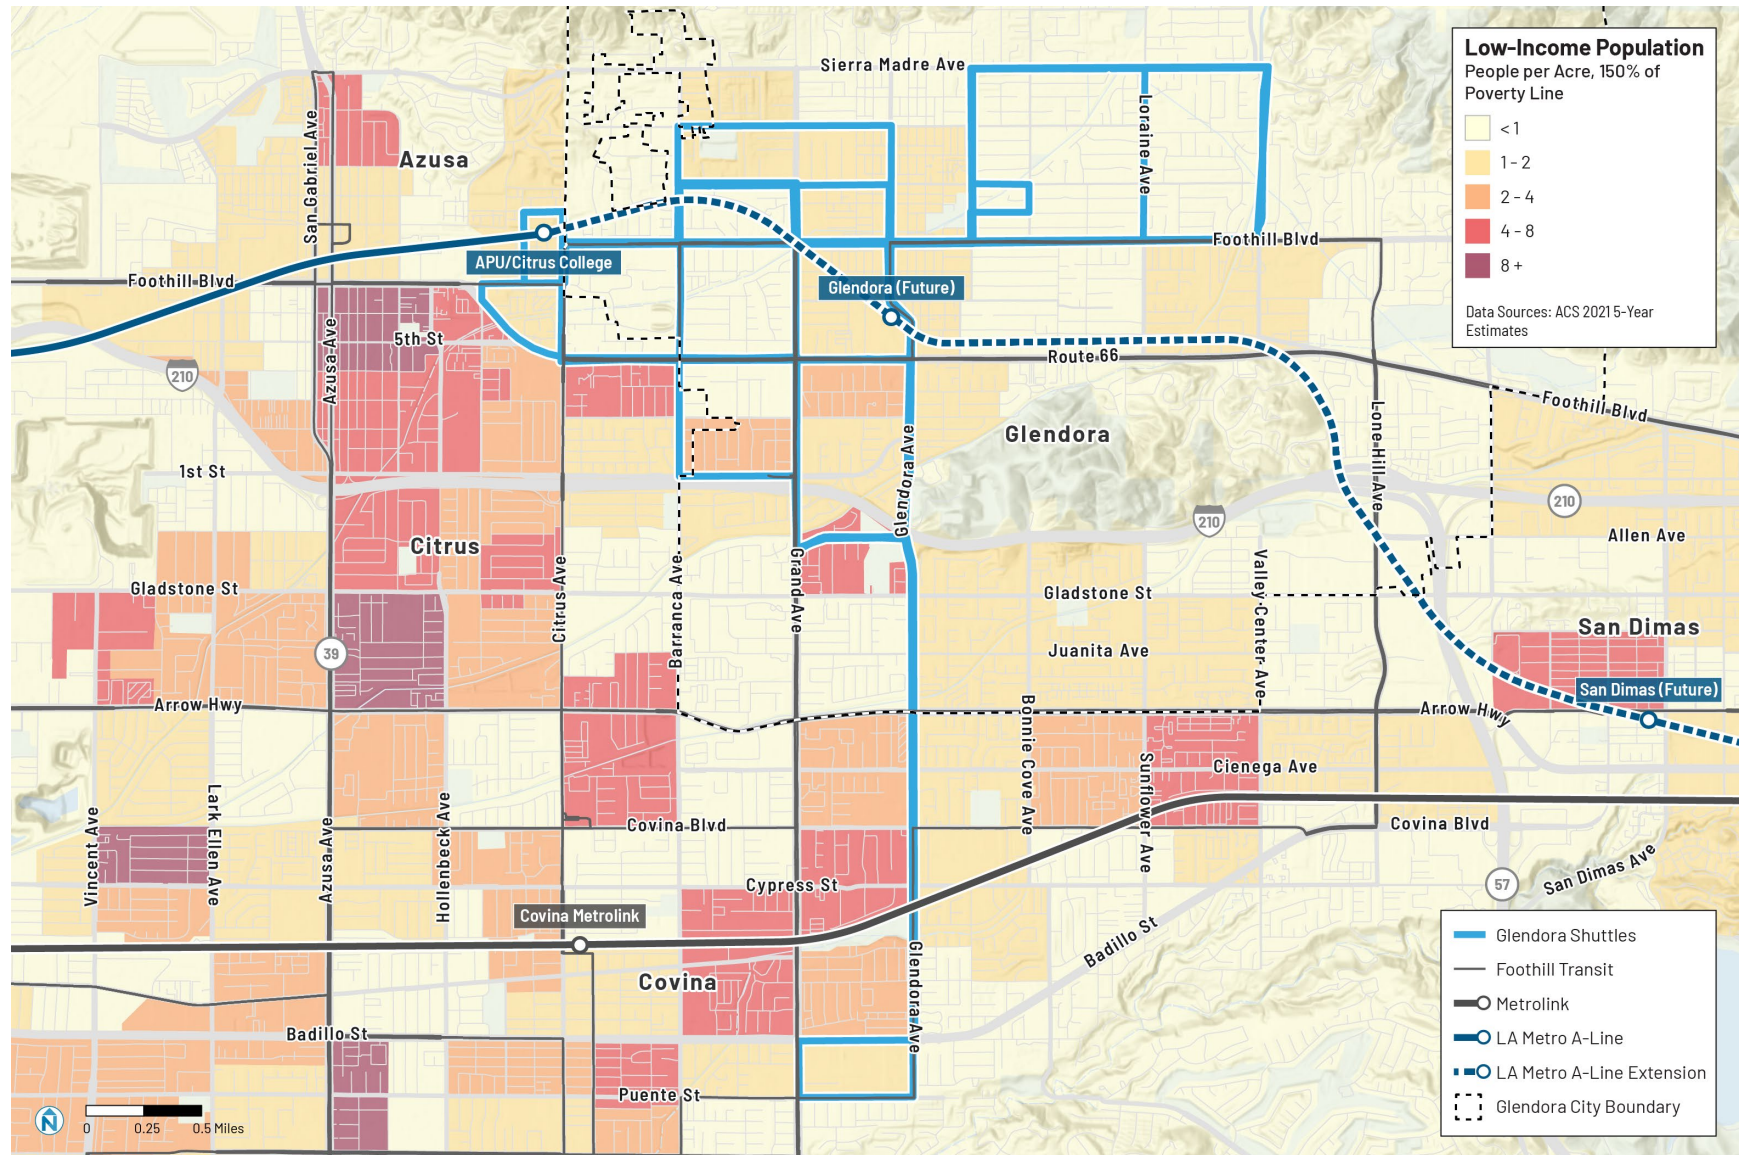 Low-Income Population
People per Acre, 150% of
Poverty Line
< 1
1 - 2
2 - 4
4 - 8
8 +
Data Sources: ACS 2021 5-Year
Estimates
Sierra Madre Ave
Loraine Ave
San Gabriel Ave
Azusa
Foothill Blvd
APU/Citrus College
Foothill Blvd
Glendora (Future)
Azusa Ave
5th St
Route 66
210
Foothill Blvd
Lone Hill Ave
Glendora
Glendora Ave
1st St
210
210
Allen Ave
Citrus
Citrus Ave
Barranca Ave
Grand Ave
Valley Center Ave
Gladstone St
Gladstone St
San Dimas
39
Juanita Ave
San Dimas (Future)
Arrow Hwy
Arrow Hwy
Bonnie Cove Ave
Sunflower Ave
Cienega Ave
Vincent Ave
Lark Ellen Ave
Azusa Ave
Hollenbeck Ave
Covina Blvd
Covina Blvd
Cypress St
San Dimas Ave
57
Covina Metrolink
Badillo St
Covina
Glendora Ave
Badillo St
Puente St
N
0
0.25
0.5 Miles
Glendora Shuttles
Foothill Transit
Metrolink
LA Metro A-Line
LA Metro A-Line Extension
Glendora City Boundary